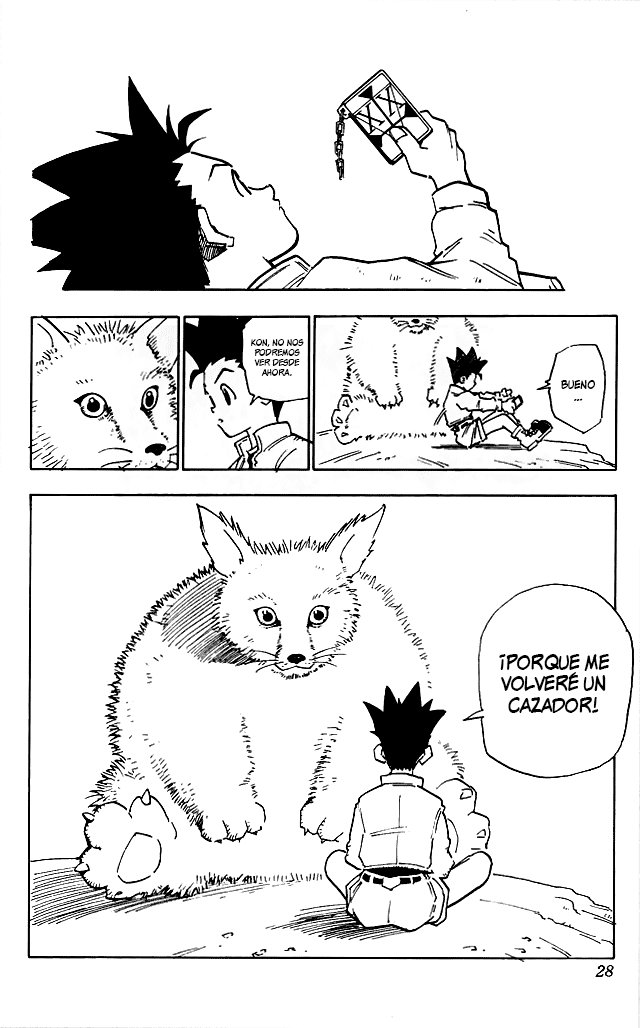 KON, NO NOS
PODREMOS
VER DESDE
AHORA.
BUENO
...
¡PORQUE ME
VOLVERÉ UN
CAZADOR!
28